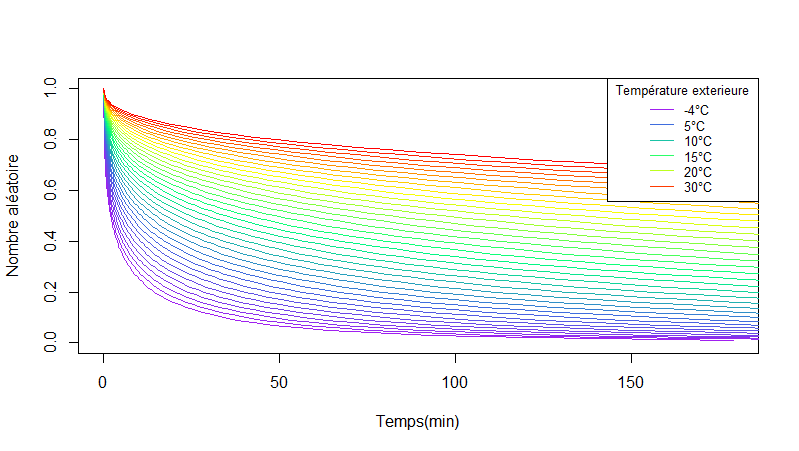 Température exterieure
-4°C
5°C
10°C
15°C
20°C
30°C
Nombre aléatoire
1.0
0.8
0.6
0.4
0.2
0.0
0
50
100
150
Temps(min)